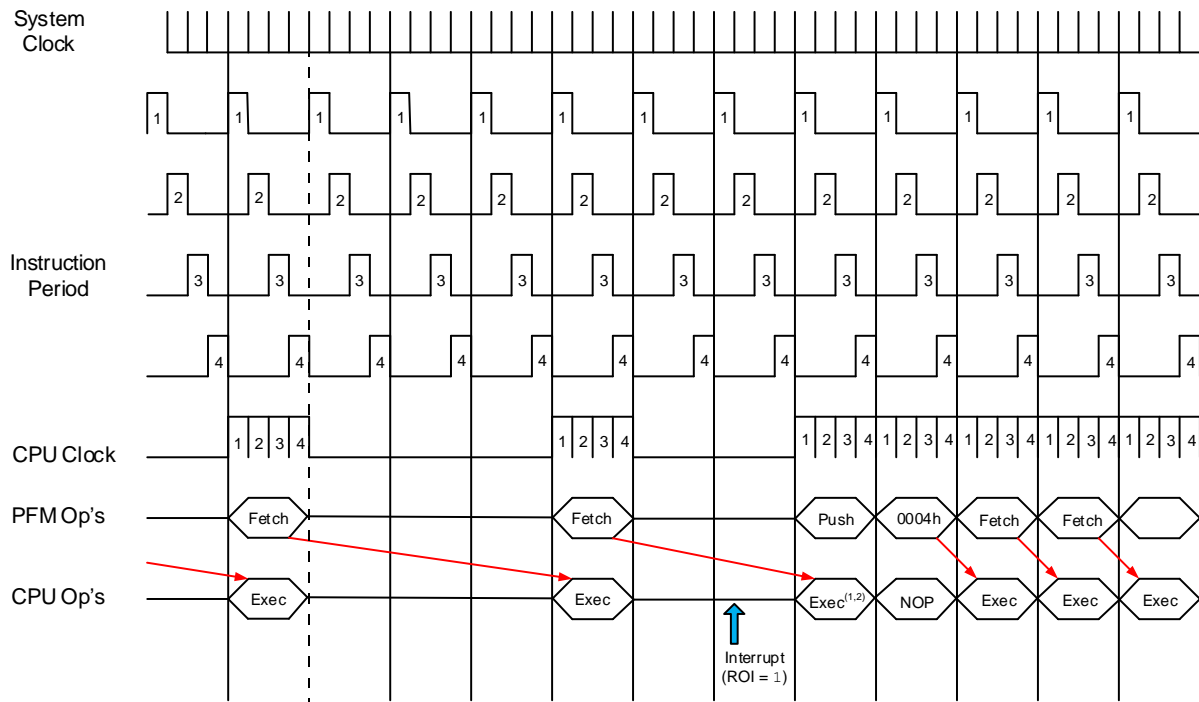 System
Clock
1 1 1 1 1 1 1 1 1 1 1 1 1
2 2 2 2 2 2 2 2 2 2 2 2 2
Instruction
Period
3 3 3 3 3 3 3 3 3 3 3 3 3
4 4 4 4 4 4 4 4 4 4 4 4 4
CPU Clock
1 2 3 4 1 2 3 4 1 2 3 4 1 2 3 4 1 2 3 4 1 2 3 4 1 2 3 4
PFM Op's
Fetch Fetch Push 0004h Fetch Fetch
CPU Op's
Exec Exec Exec(1,2) NOP Exec Exec Exec
Interrupt
(ROI = 1)